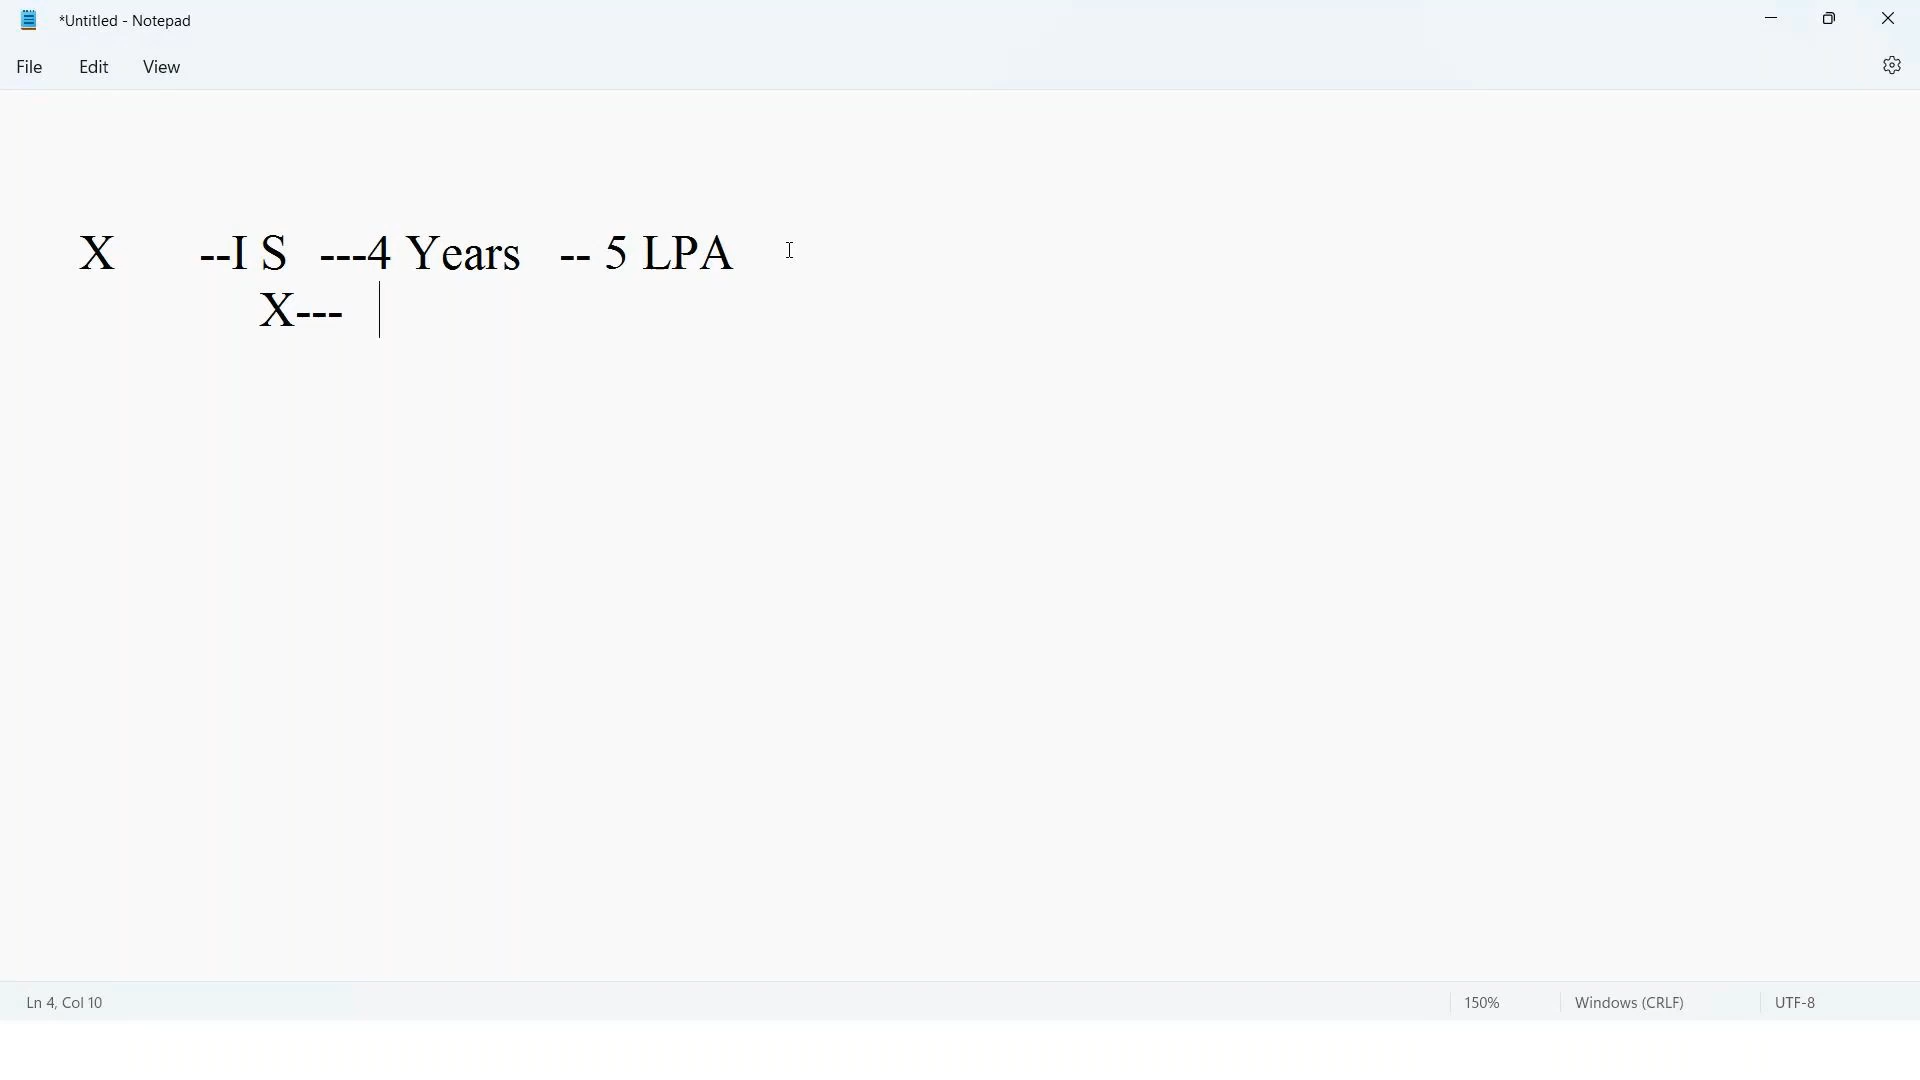 *Untitled - Notepad
File Edit View
X --I S ---4 Years -- 5 LPA
X---
Ln 4, Col 10 150% Windows (CRLF) UTF-8